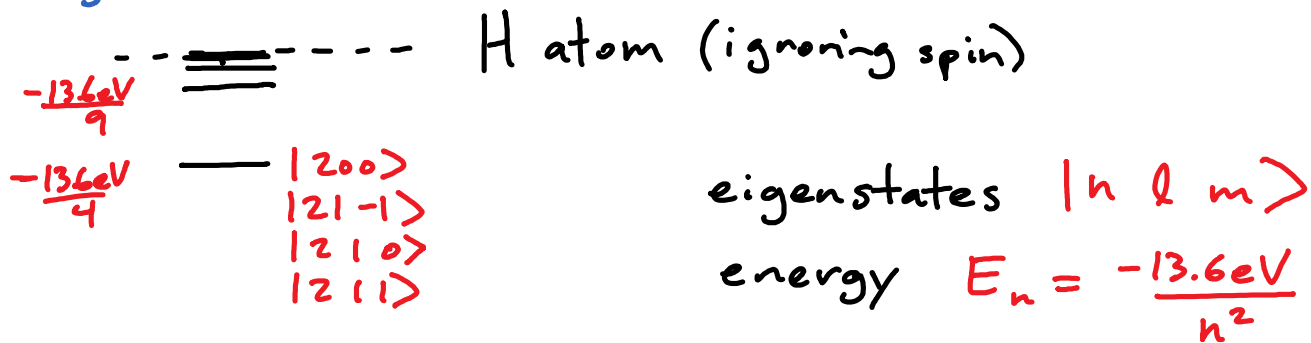 H atom (ignoring spin)
-13.6eV
9
-13.6eV
4
|200⟩
|21-1⟩
|210⟩
|211⟩
eigenstates |n l m⟩
energy E_n = -13.6eV / n²